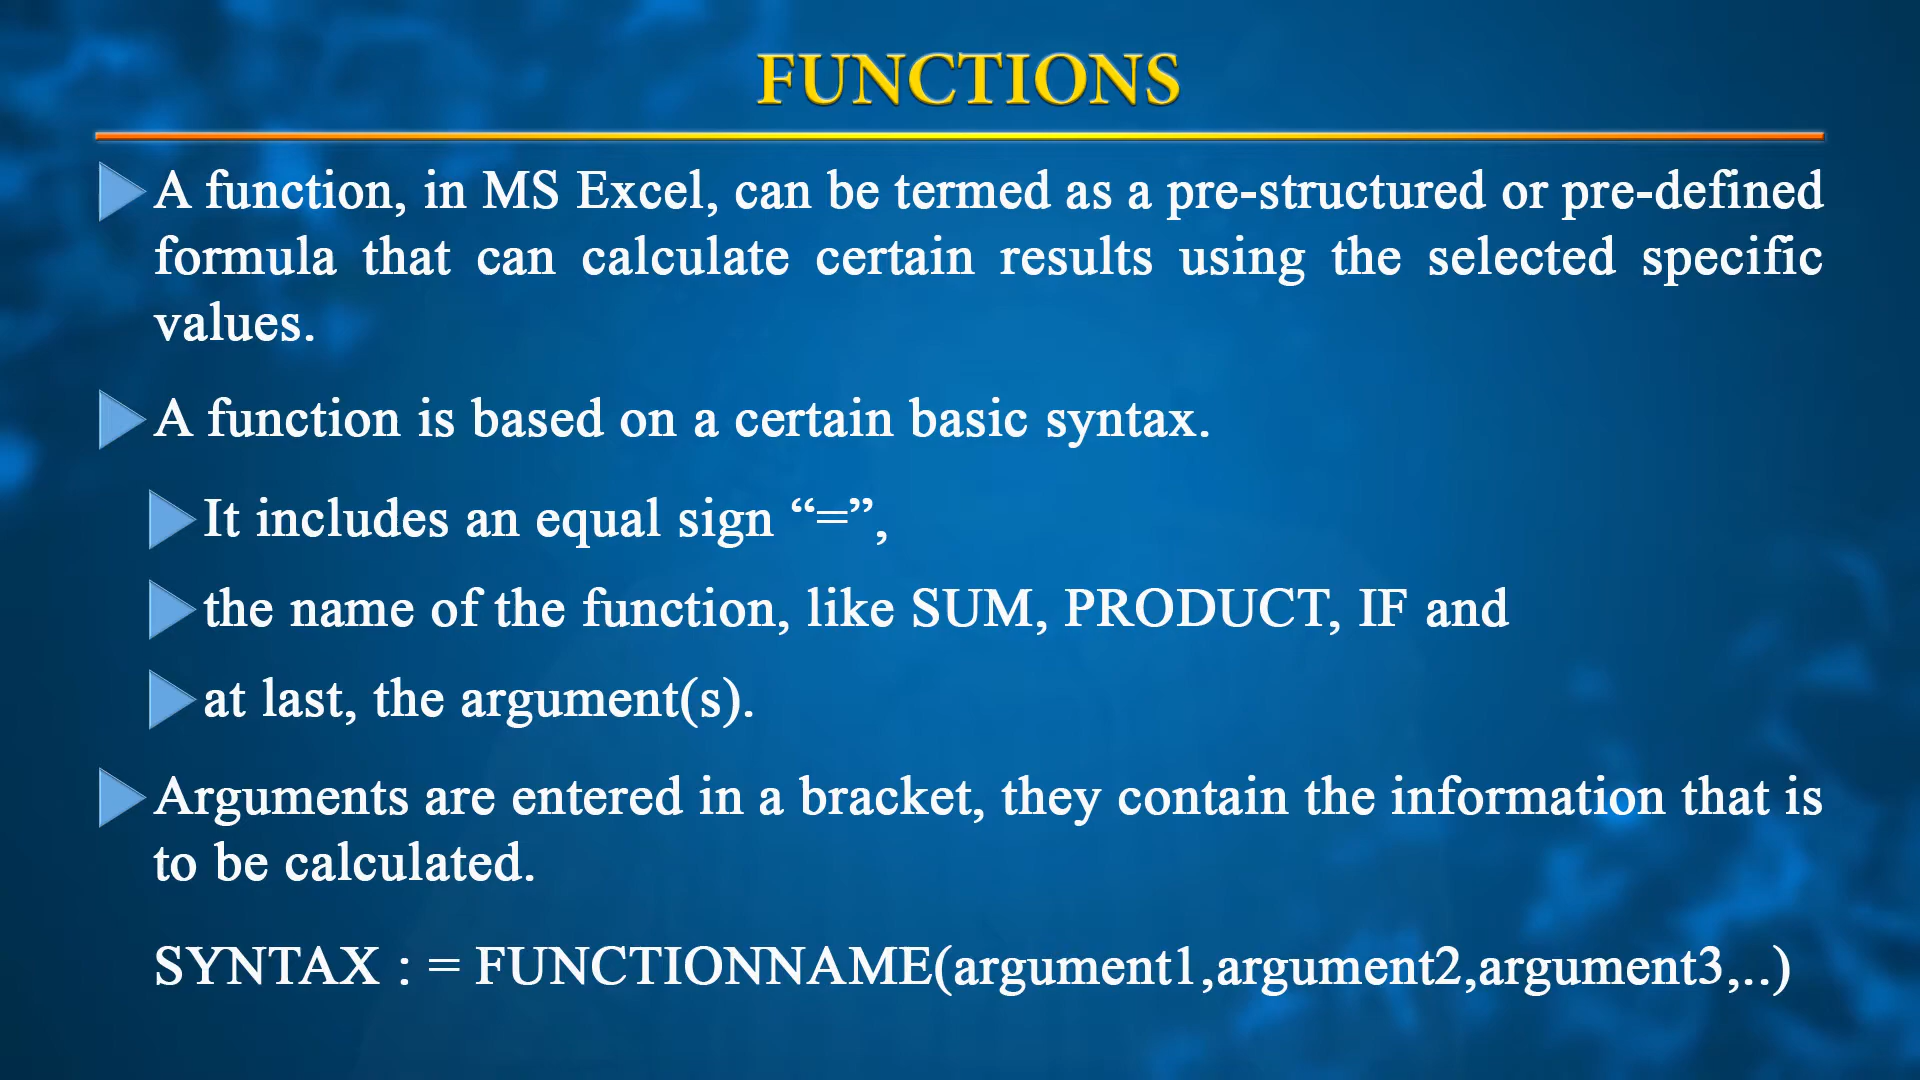 FUNCTIONS
A function, in MS Excel, can be termed as a pre-structured or pre-defined
formula that can calculate certain results using the selected specific
values.
A function is based on a certain basic syntax.
It includes an equal sign “=”,
the name of the function, like SUM, PRODUCT, IF and
at last, the argument(s).
Arguments are entered in a bracket, they contain the information that is
to be calculated.
SYNTAX : = FUNCTIONNAME(argument1,argument2,argument3,..)